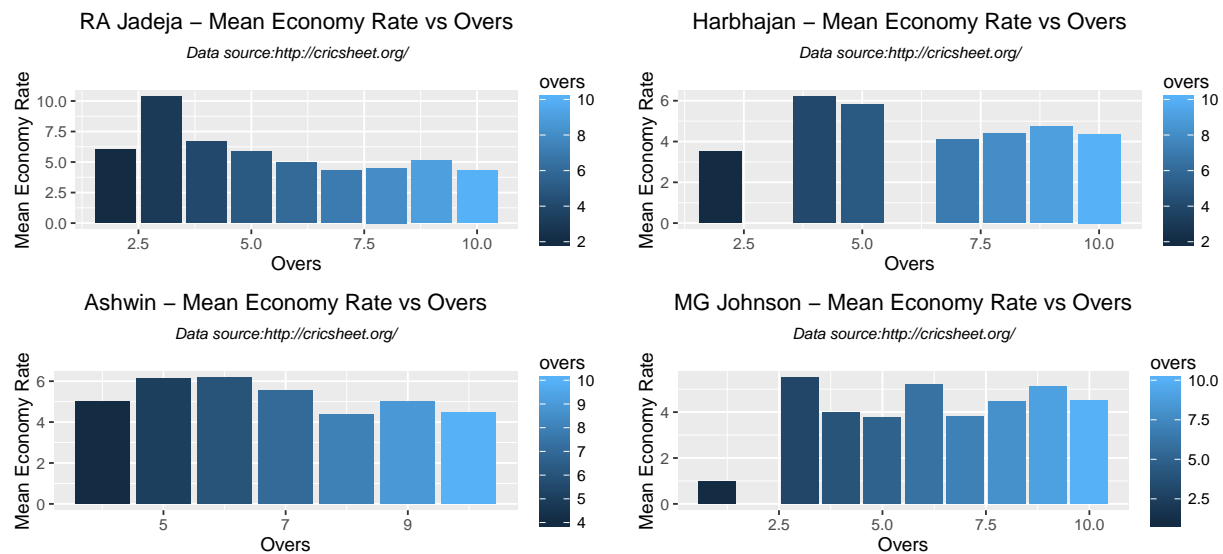 RA Jadeja − Mean Economy Rate vs Overs
Data source:http://cricsheet.org/
Mean Economy Rate
10.0
7.5
5.0
2.5
0.0
2.5 5.0 7.5 10.0
Overs
overs
10
8
6
4
2
Harbhajan − Mean Economy Rate vs Overs
Data source:http://cricsheet.org/
Mean Economy Rate
6
4
2
0
2.5 5.0 7.5 10.0
Overs
overs
10
8
6
4
2
Ashwin − Mean Economy Rate vs Overs
Data source:http://cricsheet.org/
Mean Economy Rate
6
4
2
0
5 7 9
Overs
overs
10
9
8
7
6
5
4
MG Johnson − Mean Economy Rate vs Overs
Data source:http://cricsheet.org/
Mean Economy Rate
4
2
0
2.5 5.0 7.5 10.0
Overs
overs
10.0
7.5
5.0
2.5